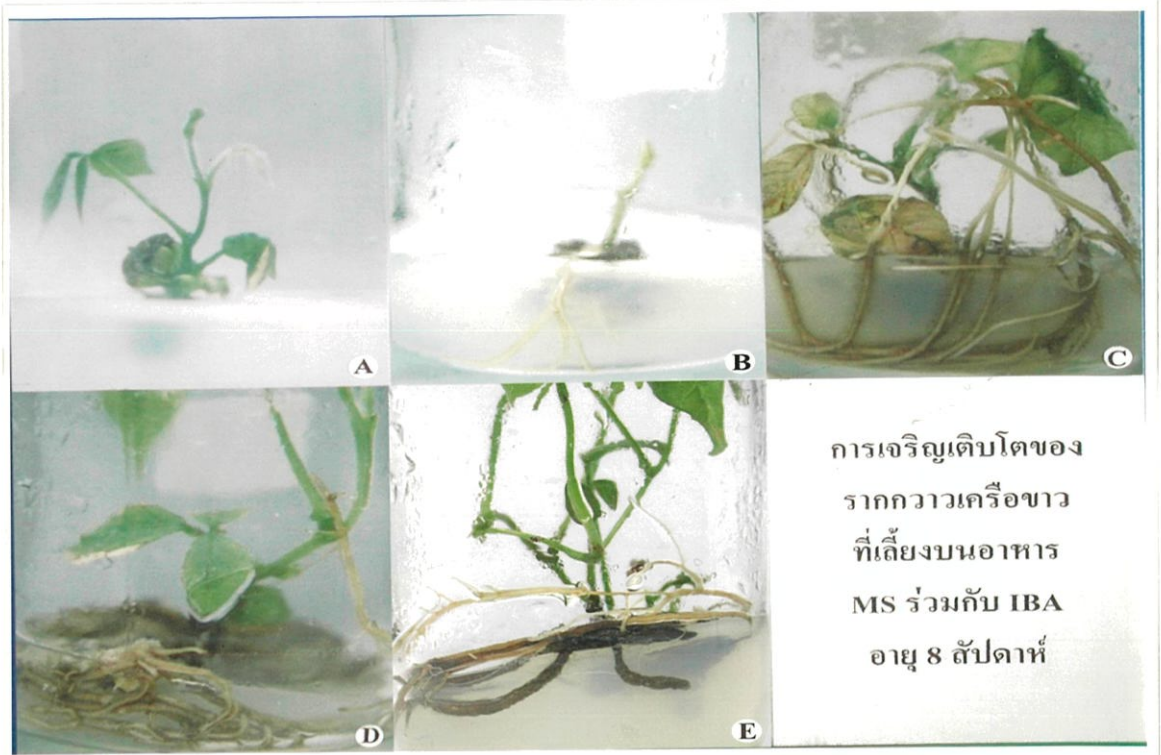 A
B
C
D
E
การเจริญเติบโตของ
รากกวาวเครือขาว
ที่เลี้ยงบนอาหาร
MS ร่วมกับ IBA
อายุ 8 สัปดาห์